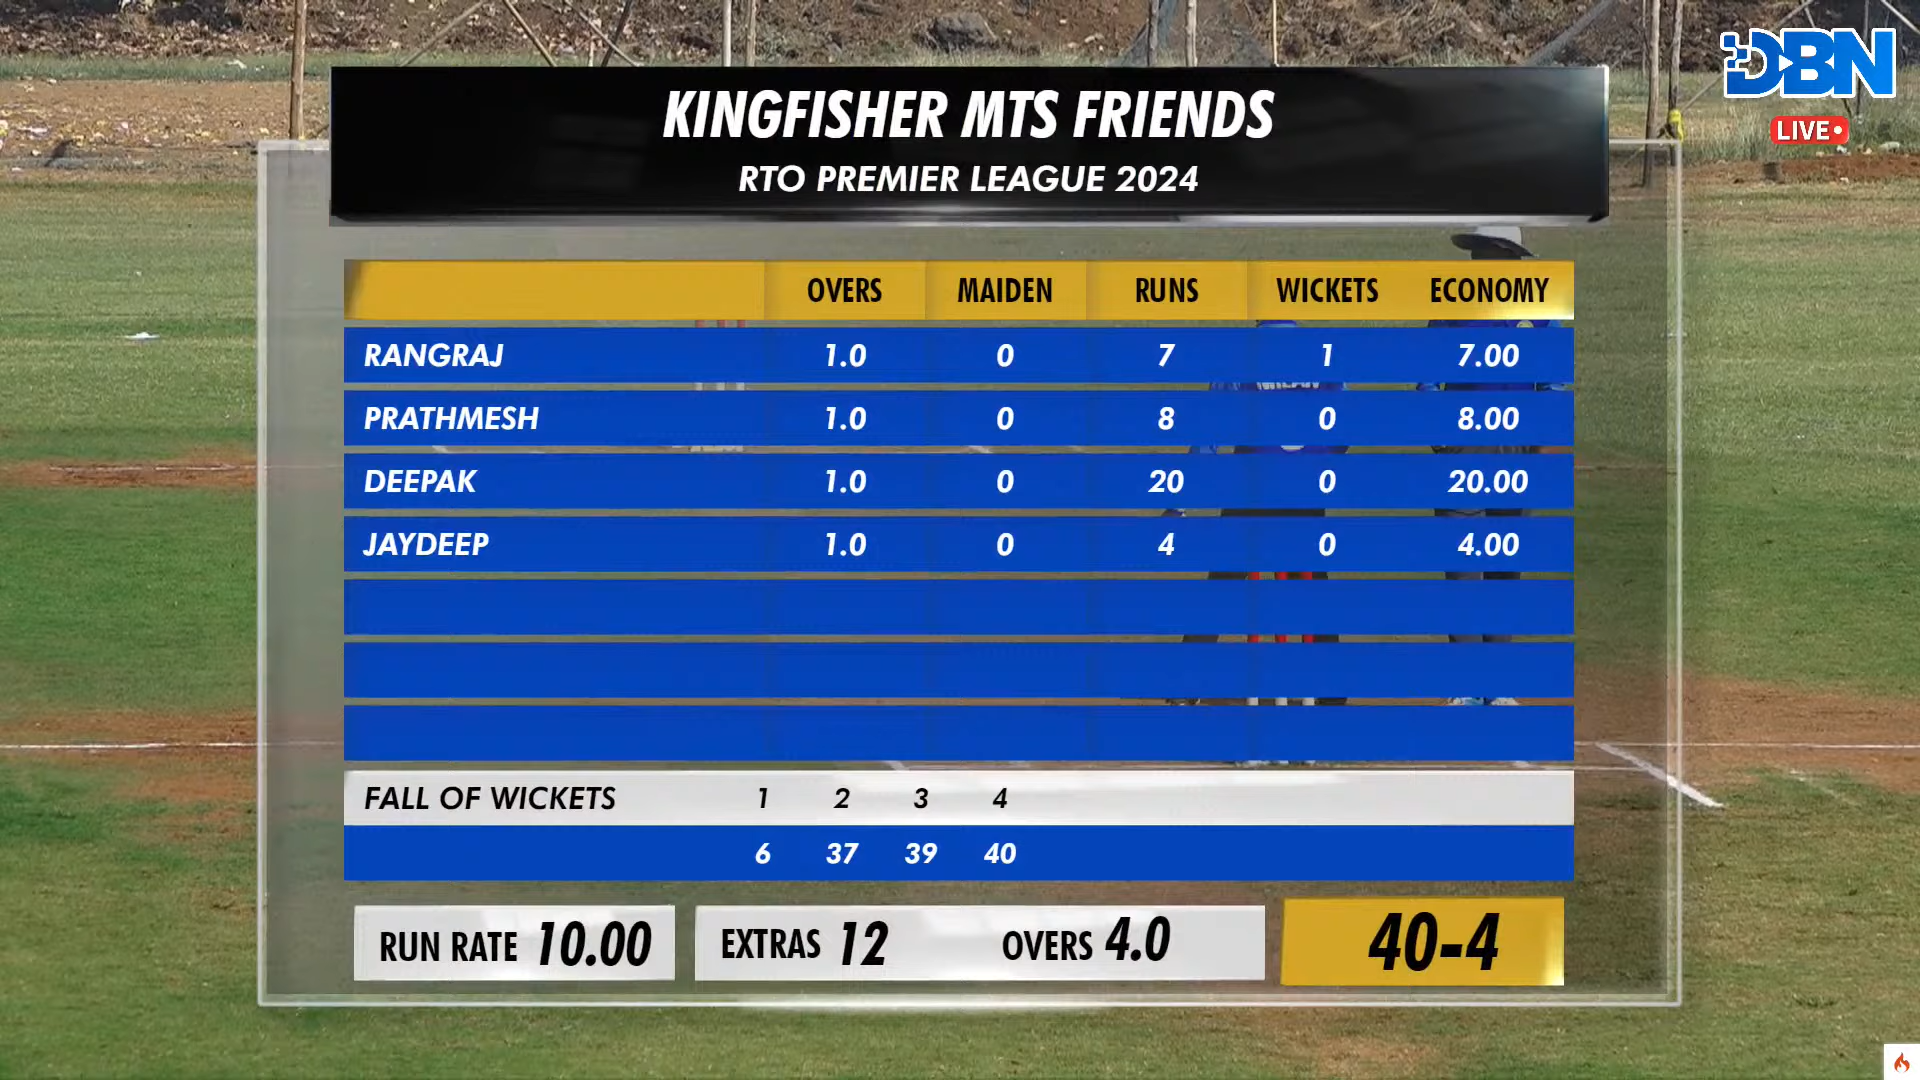 DBN
LIVE
KINGFISHER MTS FRIENDS
RTO PREMIER LEAGUE 2024
OVERS MAIDEN RUNS WICKETS ECONOMY
RANGRAJ 1.0 0 7 1 7.00
PRATHMESH 1.0 0 8 0 8.00
DEEPAK 1.0 0 20 0 20.00
JAYDEEP 1.0 0 4 0 4.00
FALL OF WICKETS 1 2 3 4
6 37 39 40
RUN RATE 10.00 EXTRAS 12 OVERS 4.0 40-4